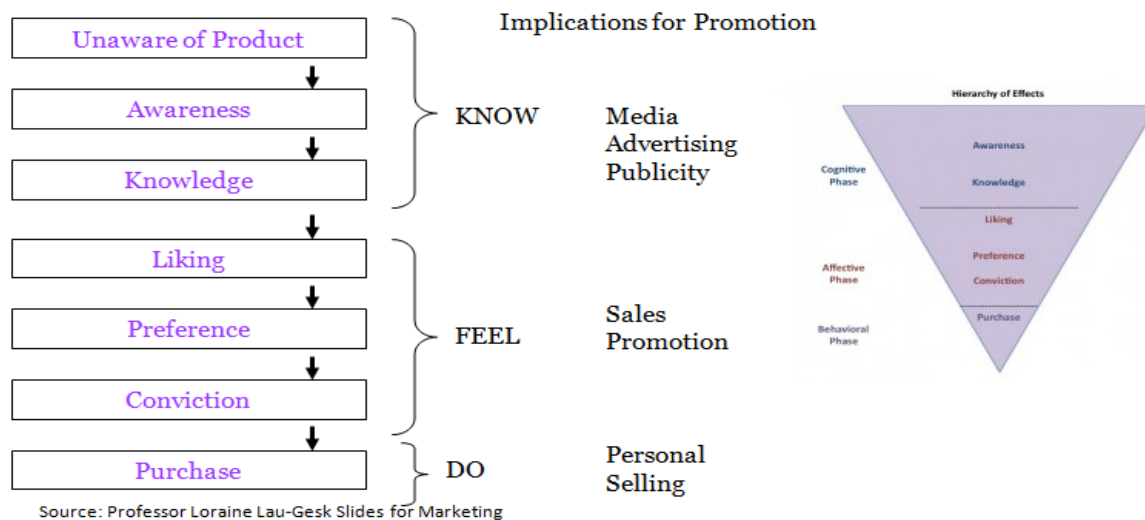 Implications for Promotion
Unaware of Product
Awareness
Knowledge
KNOW
Media
Advertising
Publicity
Liking
Preference
Conviction
FEEL
Sales
Promotion
Purchase
DO
Personal
Selling
Source: Professor Loraine Lau-Gesk Slides for Marketing
Hierarchy of Effects
Cognitive
Phase
Awareness
Knowledge
Liking
Affective
Phase
Preference
Conviction
Behavioral
Phase
Purchase